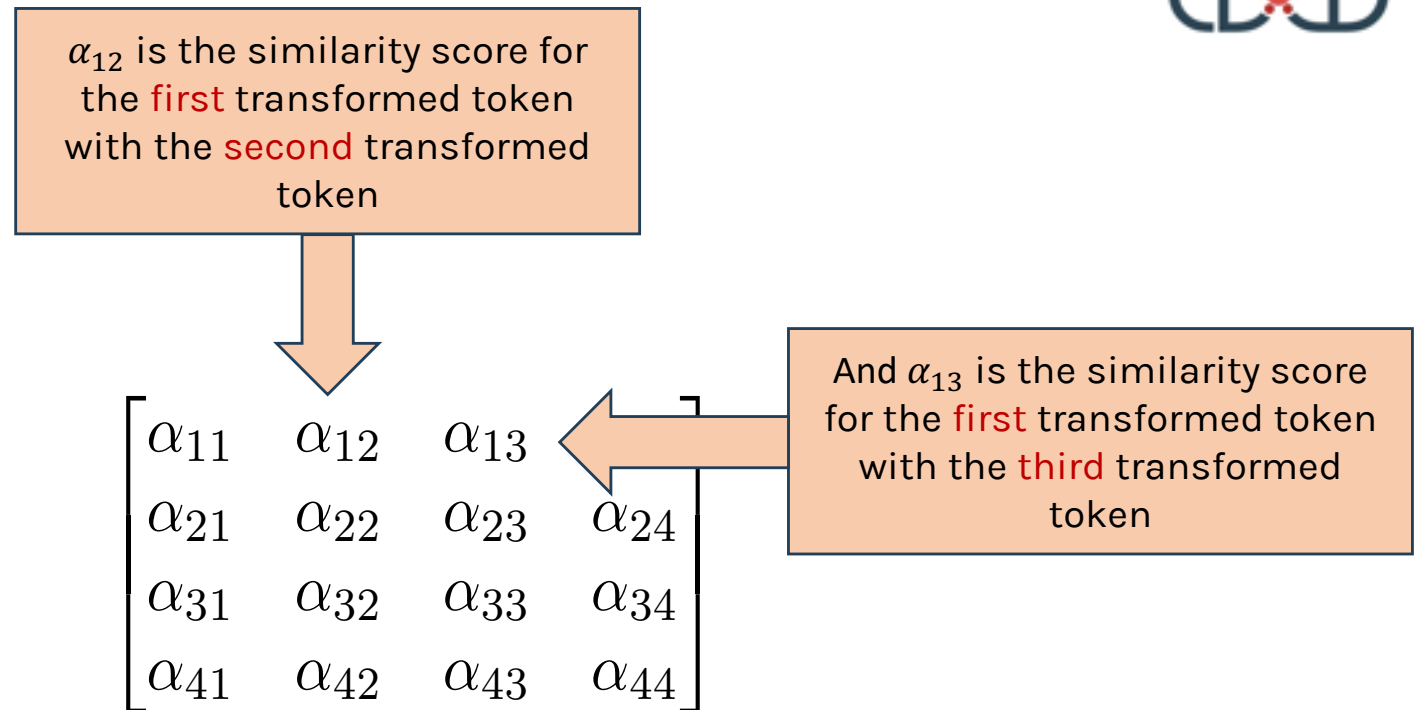 α12 is the similarity score for
the first transformed token
with the second transformed
token
And α13 is the similarity score
for the first transformed token
with the third transformed
token
α11 α12 α13
α21 α22 α23 α24
α31 α32 α33 α34
α41 α42 α43 α44